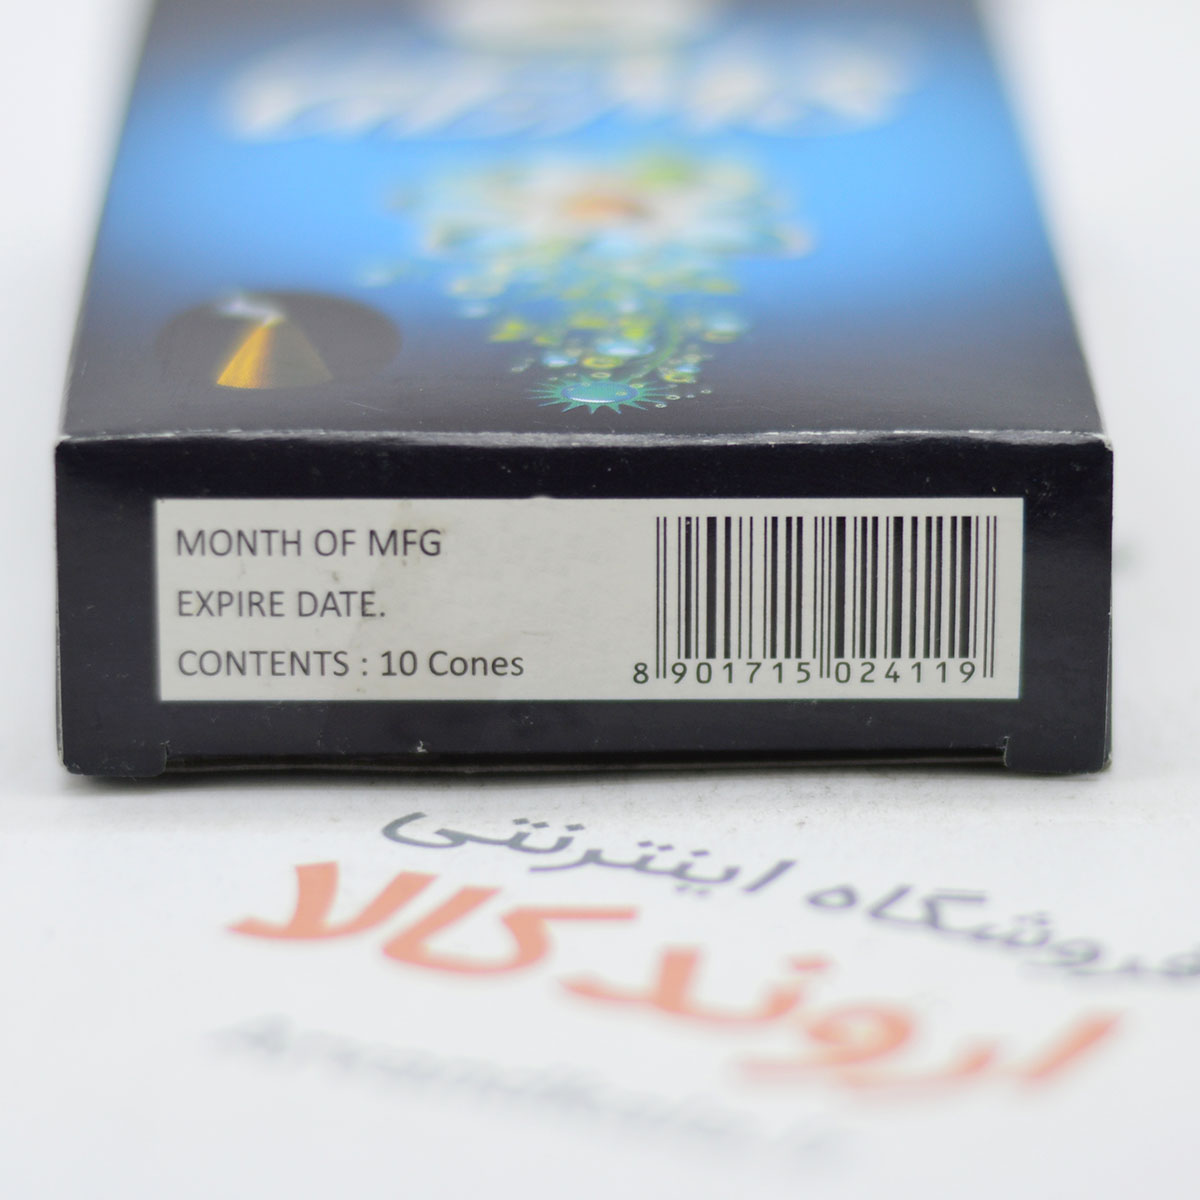 MONTH OF MFG
EXPIRE DATE.
CONTENTS : 10 Cones
8 901715 024119
فروشگاه اینترنتی
اروند کالا